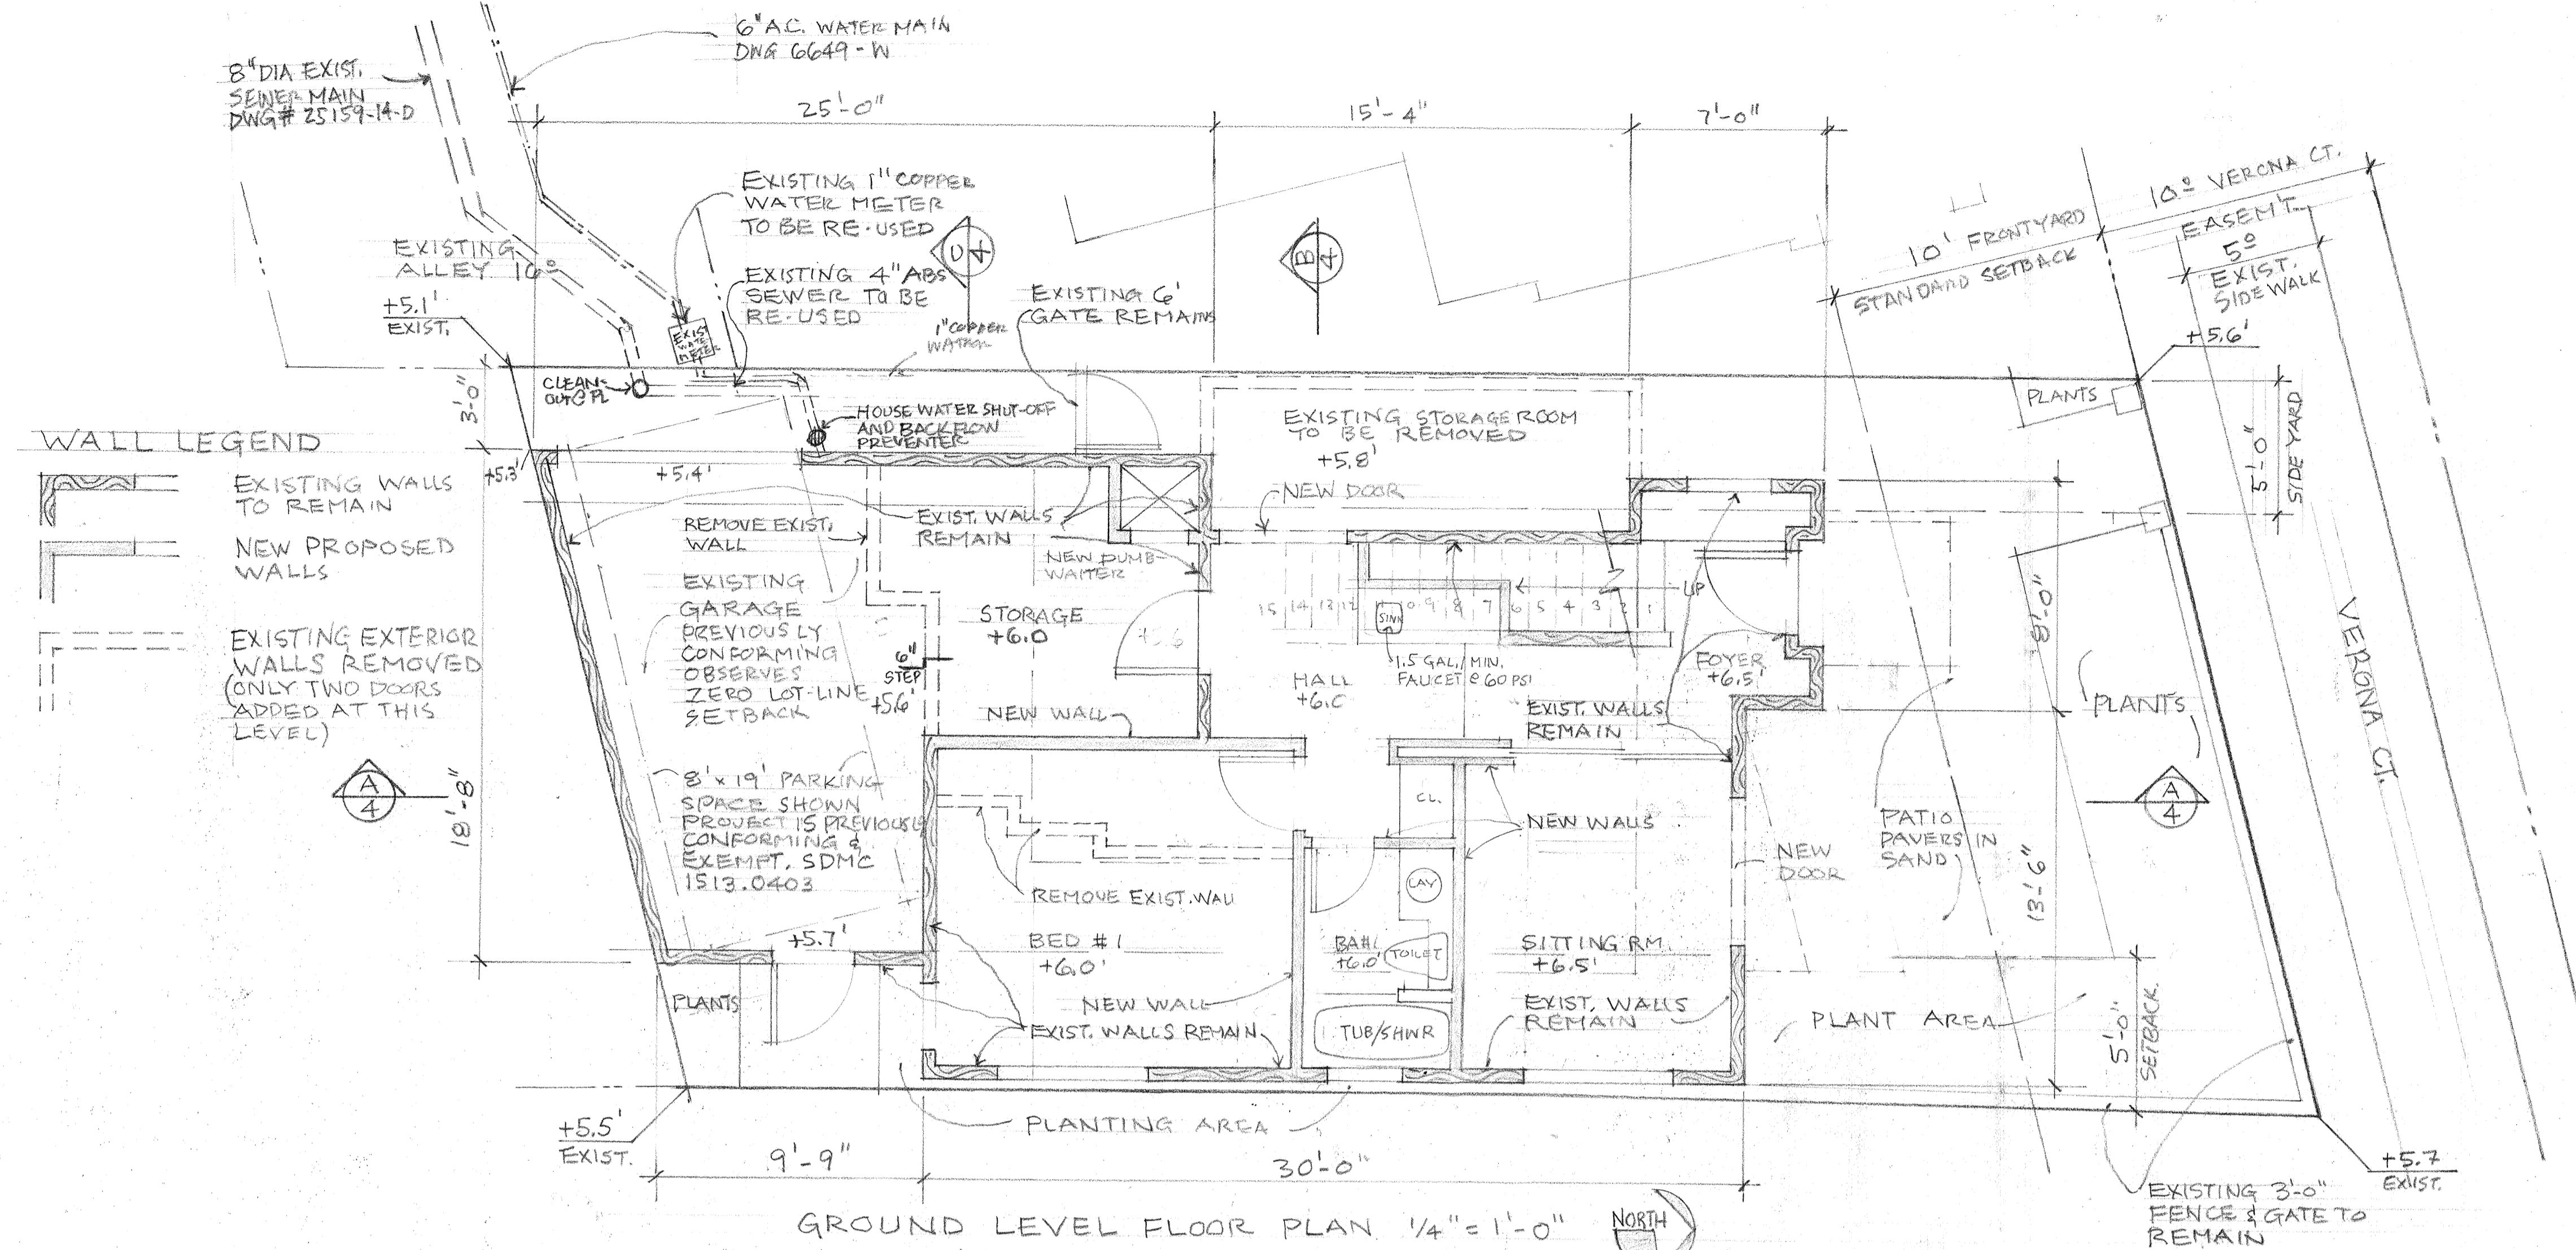 6" A.C. WATER MAIN
DWG 6649-W
8" DIA EXIST.
SEWER MAIN
DWG# 25159-14-D
25'-0"
15'-4"
7'-0"
10' FRONTYARD
STANDARD SETBACK
10⁰ VERONA CT.
EASEM'T.
5⁰
EXIST.
SIDEWALK
EXISTING 1" COPPER
WATER METER
TO BE RE-USED
C
4
B
4
EXISTING
ALLEY 10⁰
+5.1'
EXIST.
EXISTING 4" ABS
SEWER TO BE
RE-USED
EXISTING 6'
GATE REMAINS
1" COPPER
WATER
EXIST
WATER
METER
+5.6'
3'-0"
CLEAN-
OUT@PL
HOUSE WATER SHUT-OFF
AND BACKFLOW
PREVENTER
EXISTING STORAGE ROOM
TO BE REMOVED
+5.8'
PLANTS
5'-0"
SIDE YARD
WALL LEGEND
EXISTING WALLS
TO REMAIN
NEW PROPOSED
WALLS
EXISTING EXTERIOR
WALLS REMOVED
(ONLY TWO DOORS
ADDED AT THIS
LEVEL)
+5.3'
+5.4'
NEW DOOR
REMOVE EXIST.
WALL
EXIST. WALLS
REMAIN
NEW DUMB-
WAITER
EXISTING
GARAGE
PREVIOUSLY
CONFORMING
OBSERVES
ZERO LOT-LINE
SETBACK
STORAGE
+6.0
6"
STEP
+5.6'
15 14 13 12
9 8 7 6 5 4 3 2 1
UP
SINK
1.5 GAL./MIN.
FAUCET @ 60 PSI
HALL
FOYER
+6.5'
8'-0"
VERONA CT.
NEW WALL
EXIST. WALLS
REMAIN
PLANTS
A
4
18'-8"
8'x19' PARKING
SPACE SHOWN
PROJECT IS PREVIOUSLY
CONFORMING &
EXEMPT. SDMC
1513.0403
CL.
NEW WALLS
NEW
DOOR
PATIO
PAVERS IN
SAND
A
4
13'-6"
REMOVE EXIST. WALL
LAV
+5.7'
BED #1
+6.0'
+6.0'
TOILET
SITTING RM.
+6.5'
PLANTS
NEW WALL
EXIST. WALLS REMAIN
TUB/SHWR
EXIST. WALLS
REMAIN
PLANT AREA
5'-0"
SETBACK.
+5.5'
EXIST.
PLANTING AREA
9'-9"
30'-0"
+5.7
EXIST.
EXISTING 3'-0"
FENCE & GATE TO
REMAIN
GROUND LEVEL FLOOR PLAN 1/4" = 1'-0"
NORTH